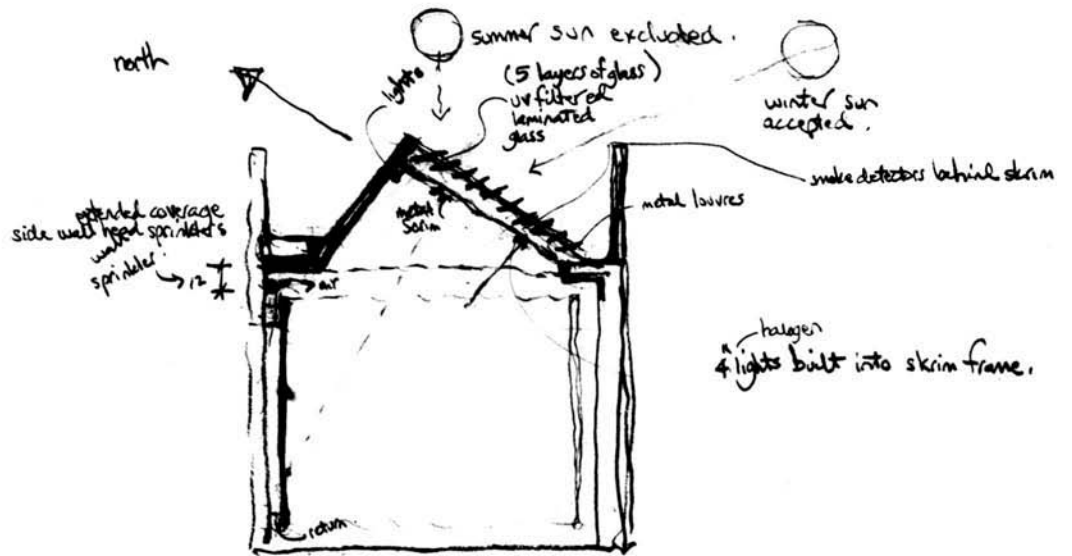 summer sun excluded.
north
lights
(5 layers of glass)
uv filtered
laminated
glass
winter sun
accepted.
smoke detectors behind skrim
metal louvres
metal
scrim
extended coverage
side wall head sprinklers
wall
sprinkler
12
air
halogen
4 lights built into skrim frame.
return